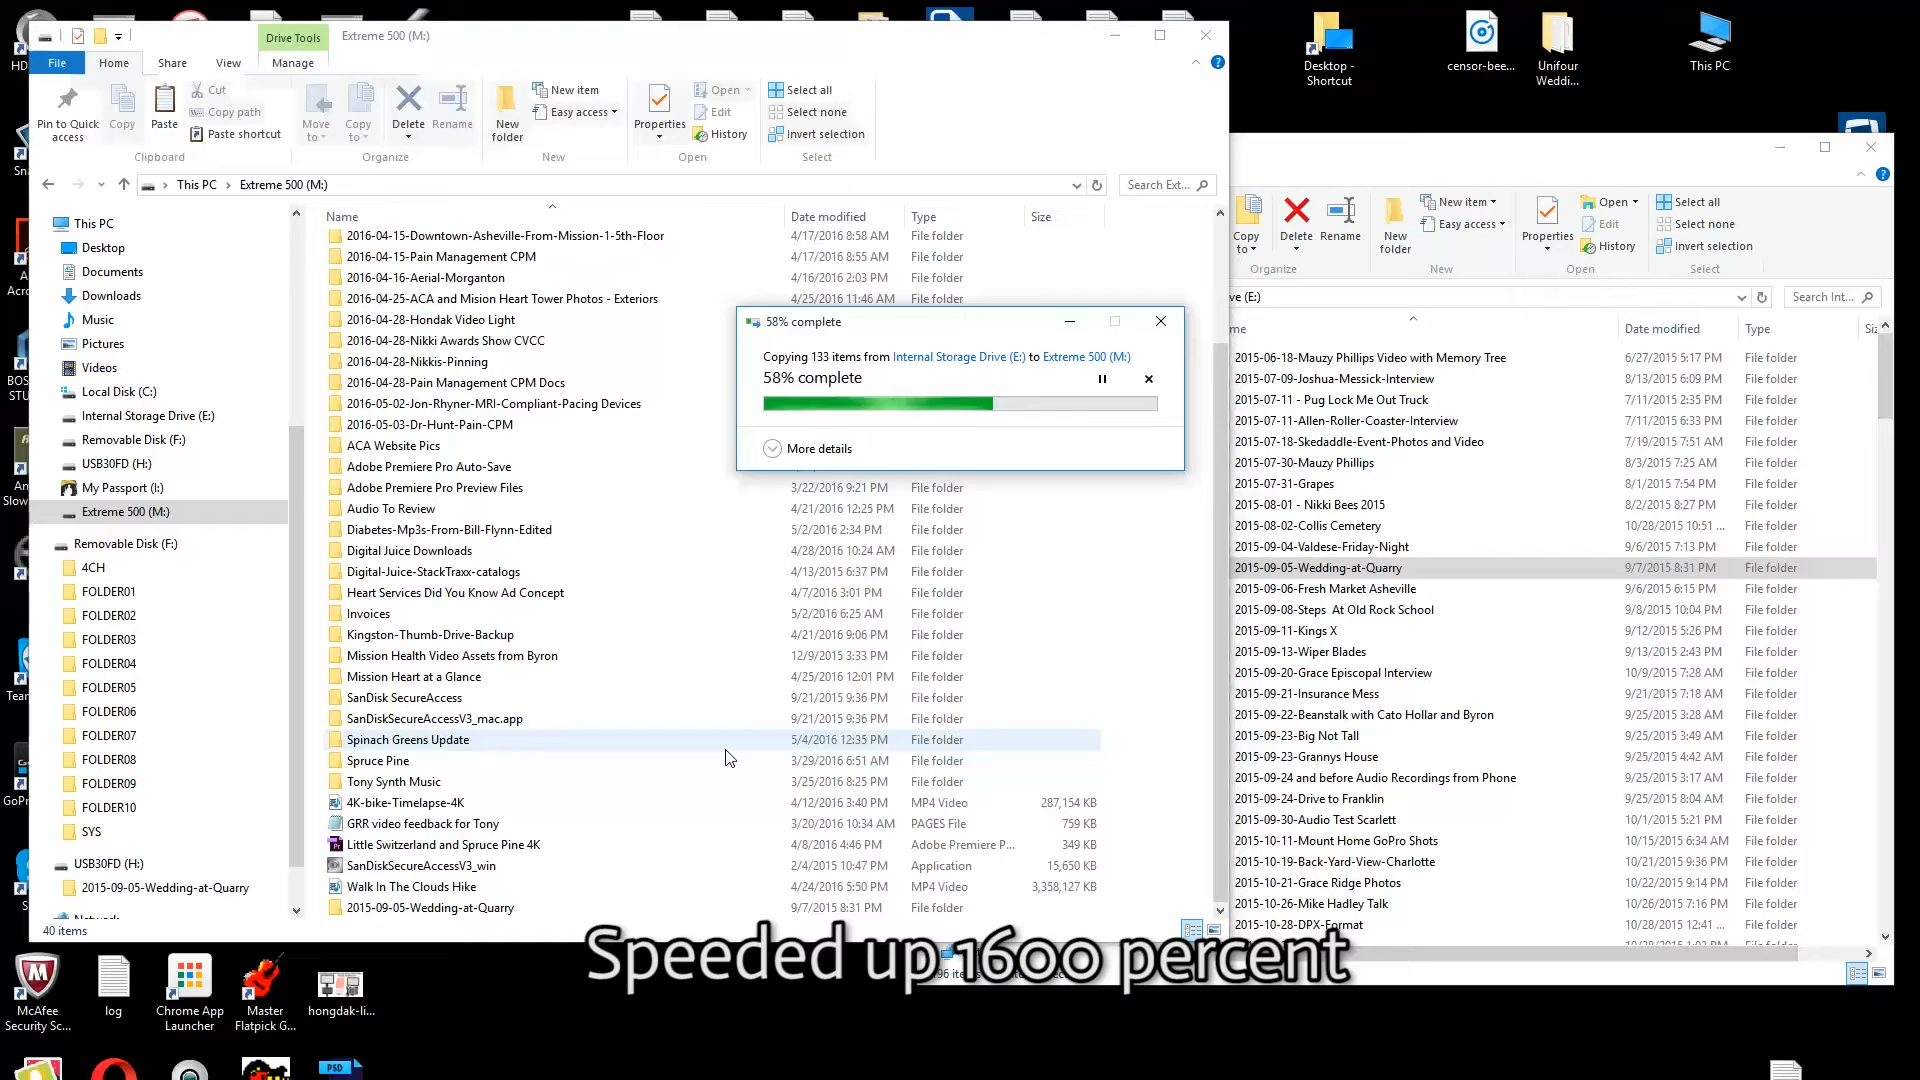 Drive Tools
Extreme 500 (M:)
File
Home
Share
View
Manage
Pin to Quick access
Copy
Paste
Cut
Copy path
Paste shortcut
Clipboard
Move to
Copy to
Delete
Rename
Organize
New folder
New item
Easy access
New
Properties
Open
Edit
History
Open
Select all
Select none
Invert selection
Select
This PC
Extreme 500 (M:)
Search Ext...
This PC
Desktop
Documents
Downloads
Music
Pictures
Videos
Local Disk (C:)
Internal Storage Drive (E:)
Removable Disk (F:)
USB30FD (H:)
My Passport (I:)
Extreme 500 (M:)
Removable Disk (F:)
4CH
FOLDER01
FOLDER02
FOLDER03
FOLDER04
FOLDER05
FOLDER06
FOLDER07
FOLDER08
FOLDER09
FOLDER10
SYS
USB30FD (H:)
2015-09-05-Wedding-at-Quarry
40 items
Name Date modified Type Size
2016-04-15-Downtown-Asheville-From-Mission-1-5th-Floor 4/17/2016 8:58 AM File folder
2016-04-15-Pain Management CPM 4/17/2016 8:55 AM File folder
2016-04-16-Aerial-Morganton 4/16/2016 2:03 PM File folder
2016-04-25-ACA and Mision Heart Tower Photos - Exteriors 4/25/2016 11:46 AM File folder
2016-04-28-Hondak Video Light
2016-04-28-Nikki Awards Show CVCC
2016-04-28-Nikkis-Pinning
2016-04-28-Pain Management CPM Docs
2016-05-02-Jon-Rhyner-MRI-Compliant-Pacing Devices
2016-05-03-Dr-Hunt-Pain-CPM
ACA Website Pics
Adobe Premiere Pro Auto-Save
Adobe Premiere Pro Preview Files 3/22/2016 9:21 PM File folder
Audio To Review 4/21/2016 12:25 PM File folder
Diabetes-Mp3s-From-Bill-Flynn-Edited 5/2/2016 2:34 PM File folder
Digital Juice Downloads 4/28/2016 10:24 AM File folder
Digital-Juice-StackTraxx-catalogs 4/13/2015 6:37 PM File folder
Heart Services Did You Know Ad Concept 4/7/2016 3:01 PM File folder
Invoices 5/2/2016 6:25 AM File folder
Kingston-Thumb-Drive-Backup 4/21/2016 9:06 PM File folder
Mission Health Video Assets from Byron 12/9/2015 3:33 PM File folder
Mission Heart at a Glance 4/25/2016 12:01 PM File folder
SanDisk SecureAccess 9/21/2015 9:36 PM File folder
SanDiskSecureAccessV3_mac.app 9/21/2015 9:36 PM File folder
Spinach Greens Update 5/4/2016 12:35 PM File folder
Spruce Pine 3/29/2016 6:51 AM File folder
Tony Synth Music 3/25/2016 8:25 PM File folder
4K-bike-Timelapse-4K 4/12/2016 3:40 PM MP4 Video 287,154 KB
GRR video feedback for Tony 3/20/2016 10:34 AM PAGES File 759 KB
Little Switzerland and Spruce Pine 4K 4/8/2016 4:46 PM Adobe Premiere P... 349 KB
SanDiskSecureAccessV3_win 2/4/2015 10:47 PM Application 15,650 KB
Walk In The Clouds Hike 4/24/2016 5:50 PM MP4 Video 3,358,127 KB
2015-09-05-Wedding-at-Quarry 9/7/2015 8:31 PM File folder
58% complete
Copying 133 items from Internal Storage Drive (E:) to Extreme 500 (M:)
58% complete
More details
Desktop - Shortcut
censor-bee...
Unifour Weddi...
This PC
Copy to
Delete
Rename
Organize
New folder
New item
Easy access
New
Properties
Open
Edit
History
Open
Select all
Select none
Invert selection
Select
ve (E:)
Search Int...
me Date modified Type
2015-06-18-Mauzy Phillips Video with Memory Tree 6/27/2015 5:17 PM File folder
2015-07-09-Joshua-Messick-Interview 8/13/2015 6:09 PM File folder
2015-07-11 - Pug Lock Me Out Truck 7/11/2015 2:35 PM File folder
2015-07-11-Allen-Roller-Coaster-Interview 7/11/2015 6:33 PM File folder
2015-07-18-Skedaddle-Event-Photos and Video 7/19/2015 7:51 AM File folder
2015-07-30-Mauzy Phillips 8/3/2015 7:25 AM File folder
2015-07-31-Grapes 8/1/2015 7:54 PM File folder
2015-08-01 - Nikki Bees 2015 8/2/2015 8:27 PM File folder
2015-08-02-Collis Cemetery 10/28/2015 10:51 ... File folder
2015-09-04-Valdese-Friday-Night 9/6/2015 7:13 PM File folder
2015-09-05-Wedding-at-Quarry 9/7/2015 8:31 PM File folder
2015-09-06-Fresh Market Asheville 9/6/2015 6:15 PM File folder
2015-09-08-Steps At Old Rock School 9/8/2015 10:04 PM File folder
2015-09-11-Kings X 9/12/2015 5:26 PM File folder
2015-09-13-Wiper Blades 9/13/2015 2:43 PM File folder
2015-09-20-Grace Episcopal Interview 10/9/2015 7:28 AM File folder
2015-09-21-Insurance Mess 9/21/2015 7:18 AM File folder
2015-09-22-Beanstalk with Cato Hollar and Byron 9/25/2015 3:28 AM File folder
2015-09-23-Big Not Tall 9/25/2015 3:49 AM File folder
2015-09-23-Grannys House 9/25/2015 4:42 AM File folder
2015-09-24 and before Audio Recordings from Phone 9/25/2015 3:17 AM File folder
2015-09-24-Drive to Franklin 9/25/2015 8:04 AM File folder
2015-09-30-Audio Test Scarlett 10/1/2015 5:21 PM File folder
2015-10-11-Mount Home GoPro Shots 10/15/2015 6:34 AM File folder
2015-10-19-Back-Yard-View-Charlotte 10/21/2015 9:36 PM File folder
2015-10-21-Grace Ridge Photos 10/22/2015 9:14 PM File folder
2015-10-26-Mike Hadley Talk 10/26/2015 7:16 PM File folder
2015-10-28-DPX-Format 10/28/2015 12:41 ... File folder
Speeded up 1600 percent
McAfee Security Sc...
log
Chrome App Launcher
Master Flatpick G...
hongdak-li...
PSD